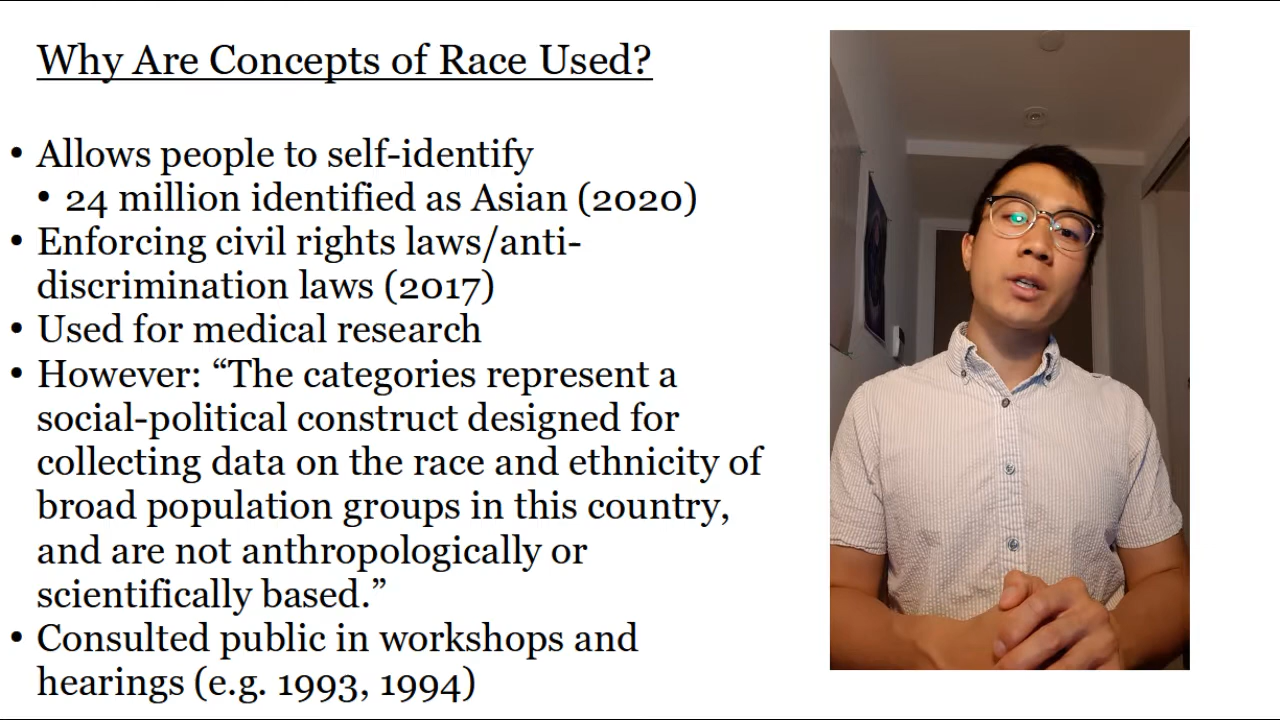 Why Are Concepts of Race Used?
• Allows people to self-identify
• 24 million identified as Asian (2020)
• Enforcing civil rights laws/anti-
discrimination laws (2017)
• Used for medical research
• However: “The categories represent a
social-political construct designed for
collecting data on the race and ethnicity of
broad population groups in this country,
and are not anthropologically or
scientifically based.”
• Consulted public in workshops and
hearings (e.g. 1993, 1994)